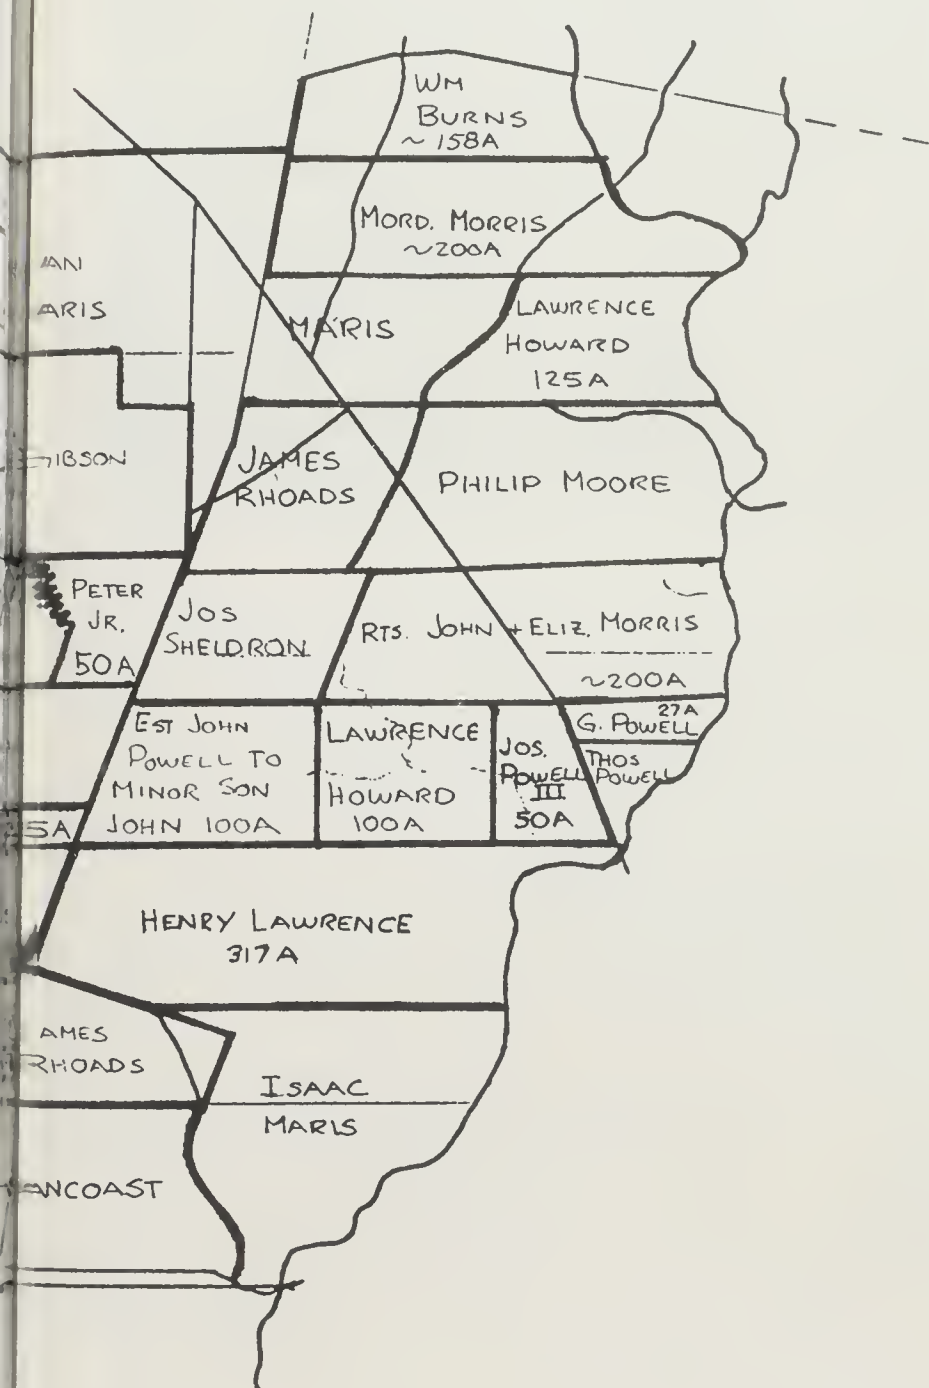 WM
BURNS
~ 158A
MORD. MORRIS
~200A
AN
ARIS
MARIS
LAWRENCE
HOWARD
125A
GIBSON
JAMES
RHOADS
PHILIP MOORE
PETER
JR.
50A
JOS
SHELDRON
RTS. JOHN + ELIZ. MORRIS
~200A
EST JOHN
POWELL TO
MINOR SON
JOHN 100A
LAWRENCE
HOWARD
100A
JOS.
POWELL
III
50A
27A
G. POWELL
THOS
POWELL
5A
HENRY LAWRENCE
317A
AMES
RHOADS
ISAAC
MARIS
ANCOAST